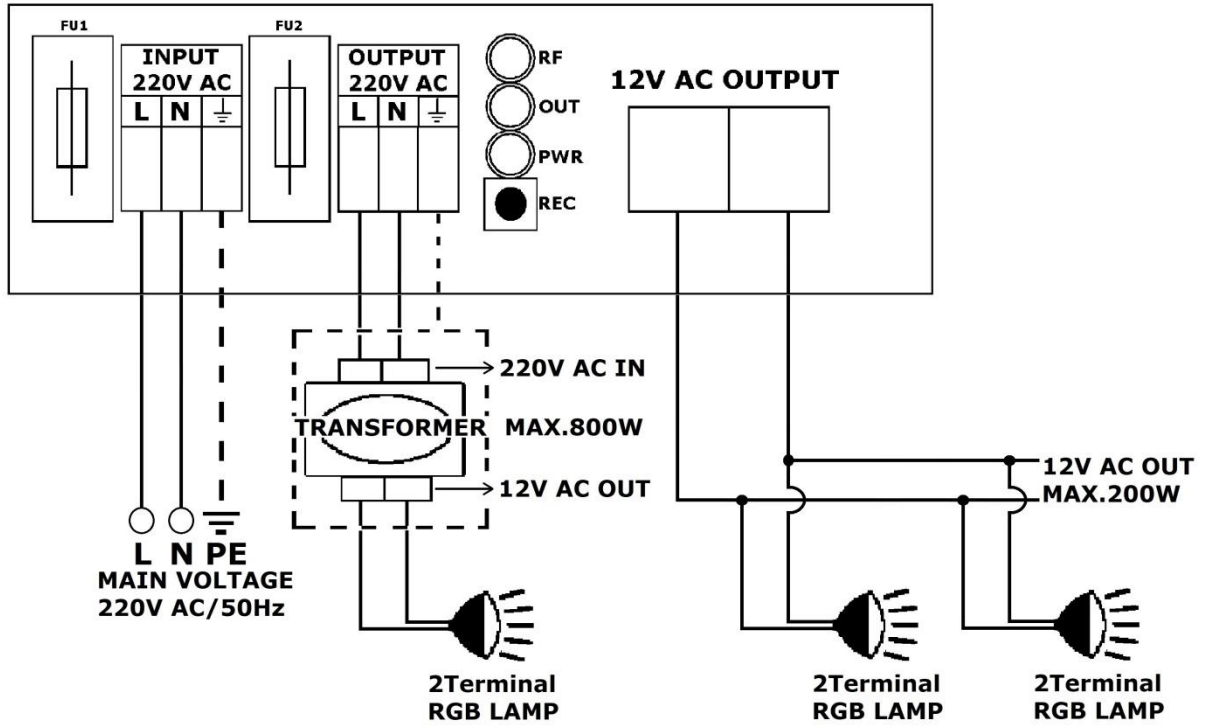 FU1
INPUT
220V AC
L N
FU2
OUTPUT
220V AC
L N
RF
OUT
PWR
REC
12V AC OUTPUT
220V AC IN
TRANSFORMER
MAX.800W
12V AC OUT
12V AC OUT
MAX.200W
L N PE
MAIN VOLTAGE
220V AC/50Hz
2Terminal
RGB LAMP
2Terminal
RGB LAMP
2Terminal
RGB LAMP